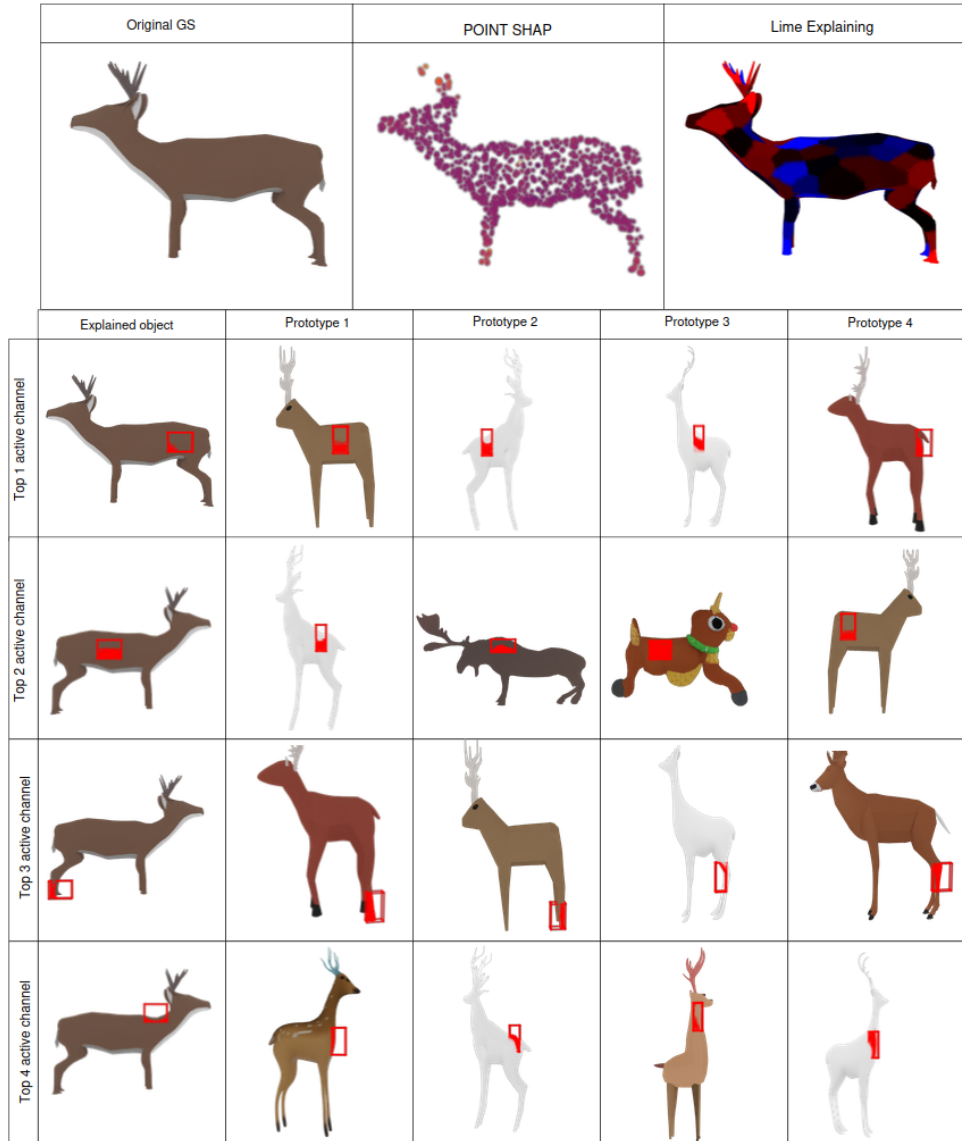 Original GS
POINT SHAP
Lime Explaining
Explained object
Prototype 1
Prototype 2
Prototype 3
Prototype 4
Top 1 active channel
Top 2 active channel
Top 3 active channel
Top 4 active channel